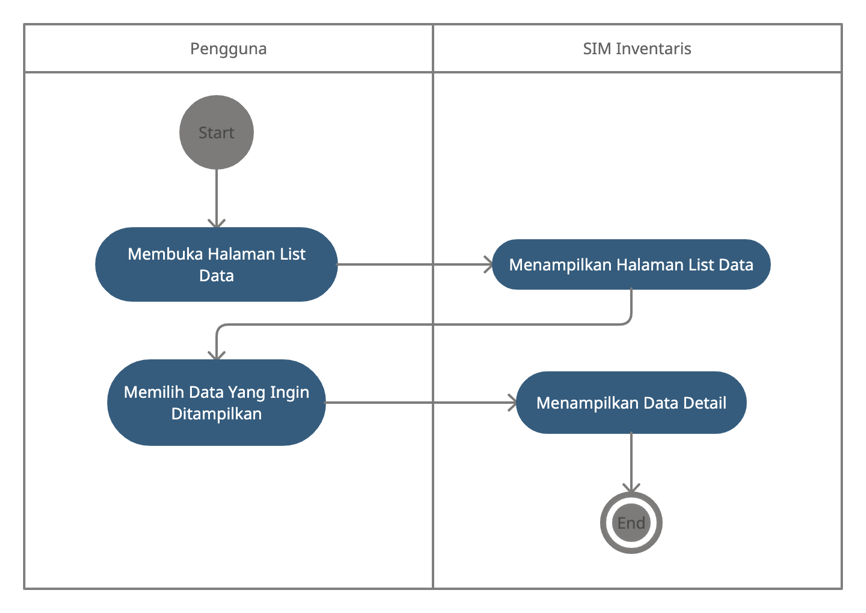 Pengguna
SIM Inventaris
Start
Membuka Halaman List
Data
Menampilkan Halaman List Data
Memilih Data Yang Ingin
Ditampilkan
Menampilkan Data Detail
End